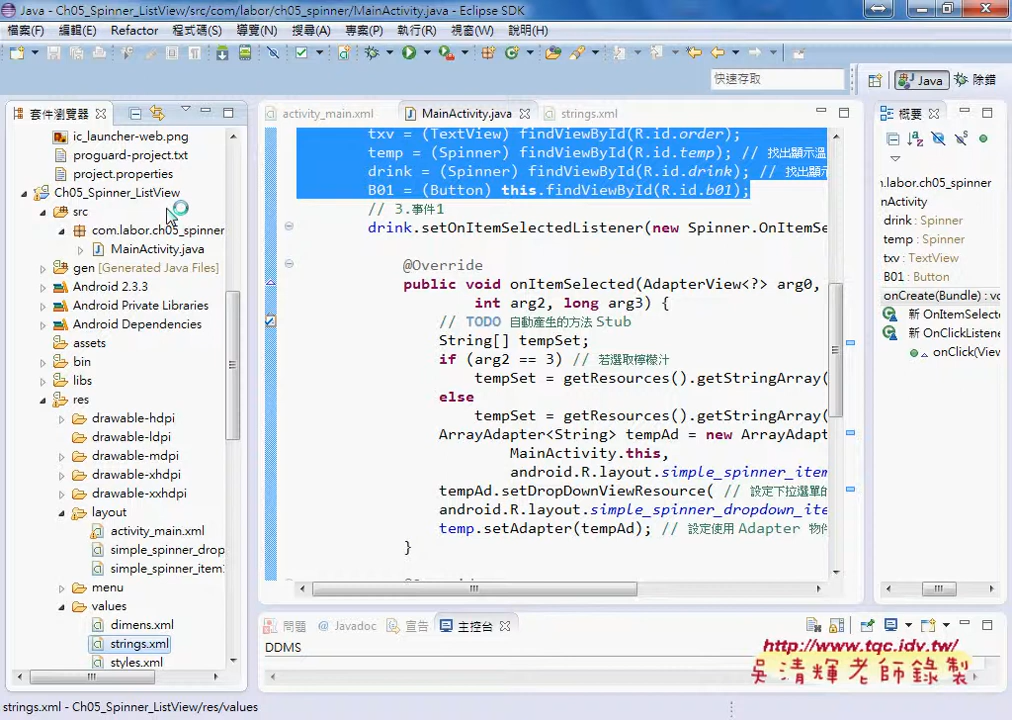 Java - Ch05_Spinner_ListView/src/com/labor/ch05_spinner/MainActivity.java - Eclipse SDK
檔案(F) 編輯(E) Refactor 程式碼(S) 導覽(N) 搜尋(A) 專案(P) 執行(R) 視窗(W) 說明(H)
快速存取
Java
除錯
套件瀏覽器
ic_launcher-web.png
proguard-project.txt
project.properties
Ch05_Spinner_ListView
src
com.labor.ch05_spinner
MainActivity.java
gen [Generated Java Files]
Android 2.3.3
Android Private Libraries
Android Dependencies
assets
bin
libs
res
drawable-hdpi
drawable-ldpi
drawable-mdpi
drawable-xhdpi
drawable-xxhdpi
layout
activity_main.xml
simple_spinner_drop
simple_spinner_item
menu
values
dimens.xml
strings.xml
styles.xml
activity_main.xml
MainActivity.java
strings.xml
txv = (TextView) findViewById(R.id.order);
temp = (Spinner) findViewById(R.id.temp); // 找出顯示溫
drink = (Spinner) findViewById(R.id.drink); // 找出顯示
B01 = (Button) this.findViewById(R.id.b01);
// 3.事件1
drink.setOnItemSelectedListener(new Spinner.OnItem
@Override
public void onItemSelected(AdapterView<?> arg0,
int arg2, long arg3) {
// TODO 自動產生的方法 Stub
String[] tempSet;
if (arg2 == 3) // 若選取檸檬汁
tempSet = getResources().getStringArray(
else
tempSet = getResources().getStringArray(
ArrayAdapter<String> tempAd = new ArrayAdapt
MainActivity.this,
android.R.layout.simple_spinner_item
tempAd.setDropDownViewResource( // 設定下拉選單的
android.R.layout.simple_spinner_dropdown_ite
temp.setAdapter(tempAd); // 設定使用 Adapter 物件
}
概要
n.labor.ch05_spinner
nActivity
drink : Spinner
temp : Spinner
txv : TextView
B01 : Button
onCreate(Bundle) : vo
新 OnItemSelecte
新 OnClickListene
onClick(View
問題
Javadoc
宣告
主控台
DDMS
http://www.tqc.idv.tw/
吳清輝老師錄製
strings.xml - Ch05_Spinner_ListView/res/values